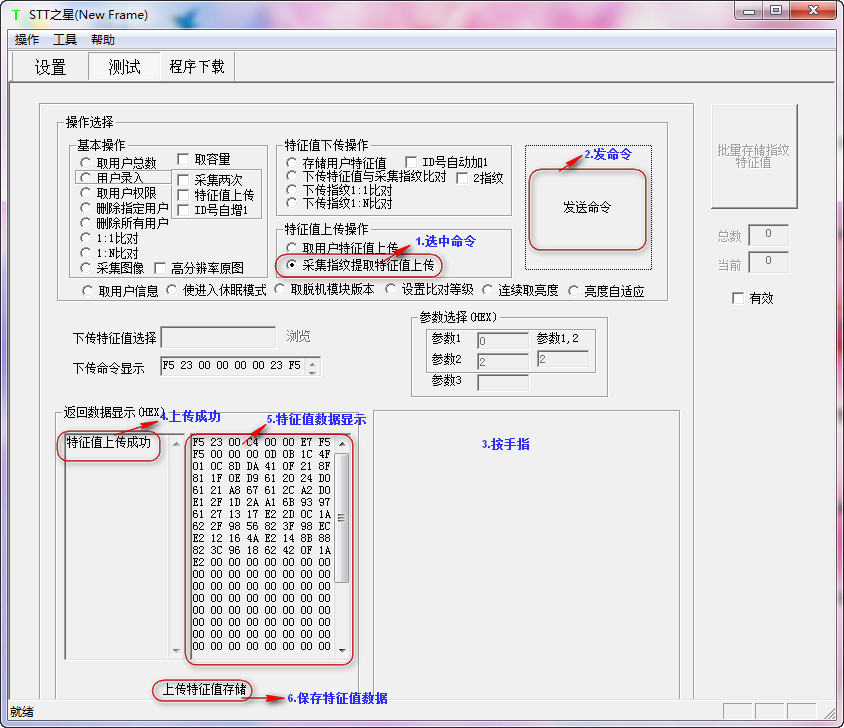 T STT之星(New Frame)
操作 工具 帮助
设置 测试 程序下载
操作选择
基本操作
取用户总数 取容量
用户录入 采集两次
取用户权限 特征值上传
删除指定用户 ID号自增1
删除所有用户
1:1比对
1:N比对
采集图像 高分辨率原图
特征值下传操作
存储用户特征值 ID号自动加1
下传特征值与采集指纹比对 2指纹
下传指纹1:1比对
下传指纹1:N比对
特征值上传操作
取用户特征值上传
1.选中命令
采集指纹提取特征值上传
2.发命令
发送命令
取用户信息 使进入休眠模式 取脱机模块版本 设置比对等级 连续取亮度 亮度自适应
批量存储指纹
特征值
总数 0
当前 0
有效
下传特征值选择 浏览
下传命令显示 F5 23 00 00 00 00 23 F5
参数选择(HEX)
参数1 0 参数1,2
参数2 2 2
参数3
返回数据显示(HEX)
4.上传成功
5.特征值数据显示
特征值上传成功
F5 23 00 C4 00 00 E7 F5
F5 00 00 00 0D 0B 1C 4F
01 0C 8D DA 41 0F 21 8F
81 1F 0E D9 61 20 24 D0
61 21 A8 67 61 2C A2 D0
E1 2F 1D 2A A1 6B 93 97
61 27 13 17 E2 2D 0C 1A
62 2F 98 56 82 3F 98 EC
E2 12 16 4A E2 14 8B 88
82 3C 96 18 62 42 0F 1A
E2 00 00 00 00 00 00 00
00 00 00 00 00 00 00 00
00 00 00 00 00 00 00 00
00 00 00 00 00 00 00 00
00 00 00 00 00 00 00 00
00 00 00 00 00 00 00 00
00 00 00 00 00 00 00 00
00 00 00 00 00 00 00 00
3.按手指
上传特征值存储
6.保存特征值数据
就绪